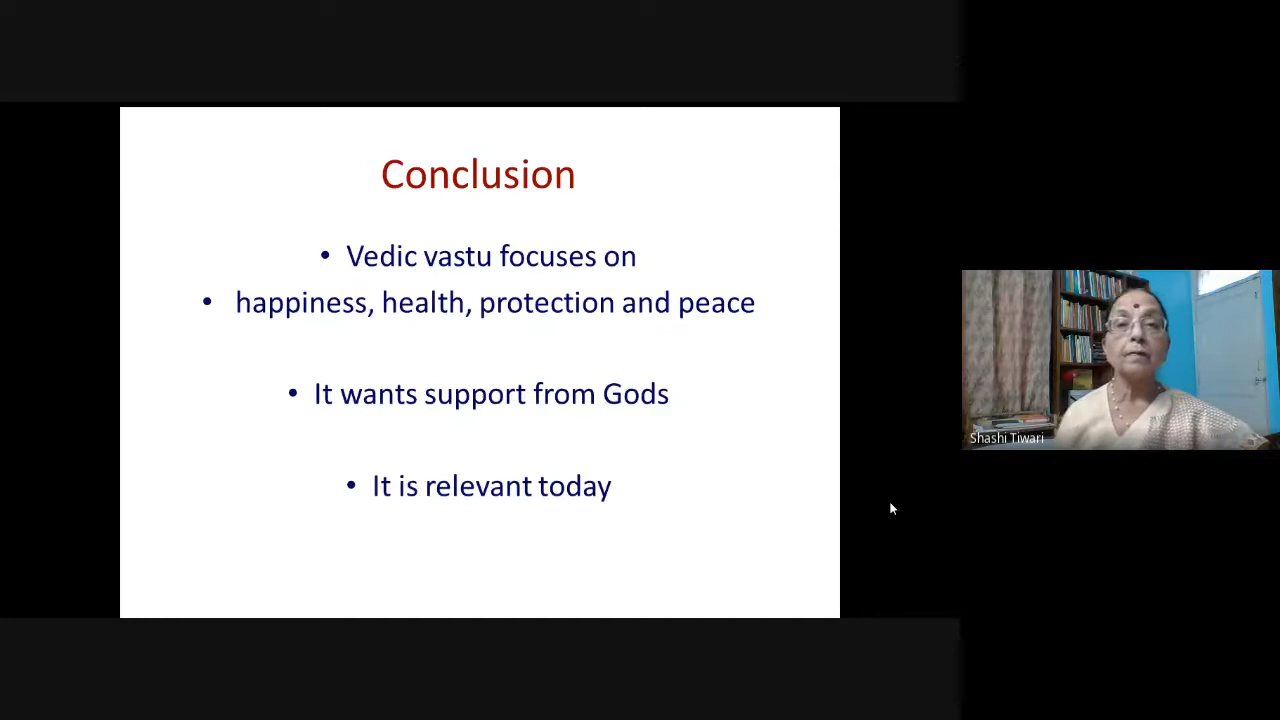 Conclusion
• Vedic vastu focuses on
• happiness, health, protection and peace
• It wants support from Gods
• It is relevant today
Shashi Tiwari